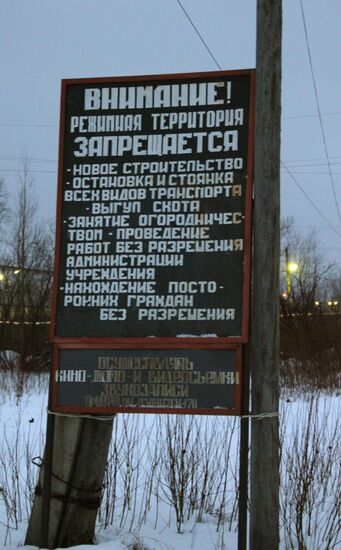 ВНИМАНИЕ!
РЕЖИМНАЯ ТЕРРИТОРИЯ
ЗАПРЕЩАЕТСЯ
-НОВОЕ СТРОИТЕЛЬСТВО
-ОСТАНОВКА И СТОЯНКА
ВСЕХ ВИДОВ ТРАНСПОРТА
-ВЫГУЛ СКОТА
-ЗАНЯТИЕ ОГОРОДНИЧЕС-
ТВОМ -ПРОВЕДЕНИЕ
РАБОТ БЕЗ РАЗРЕШЕНИЯ
АДМИНИСТРАЦИИ
УЧРЕЖДЕНИЯ
-НАХОЖДЕНИЕ ПОСТО-
РОННИХ ГРАЖДАН
БЕЗ РАЗРЕШЕНИЯ
ОСУЩЕСТВЛЯТЬ
КИНО-ФОТО-И ВИДЕОСЪЕМКИ
ЗВУКОЗАПИСИ